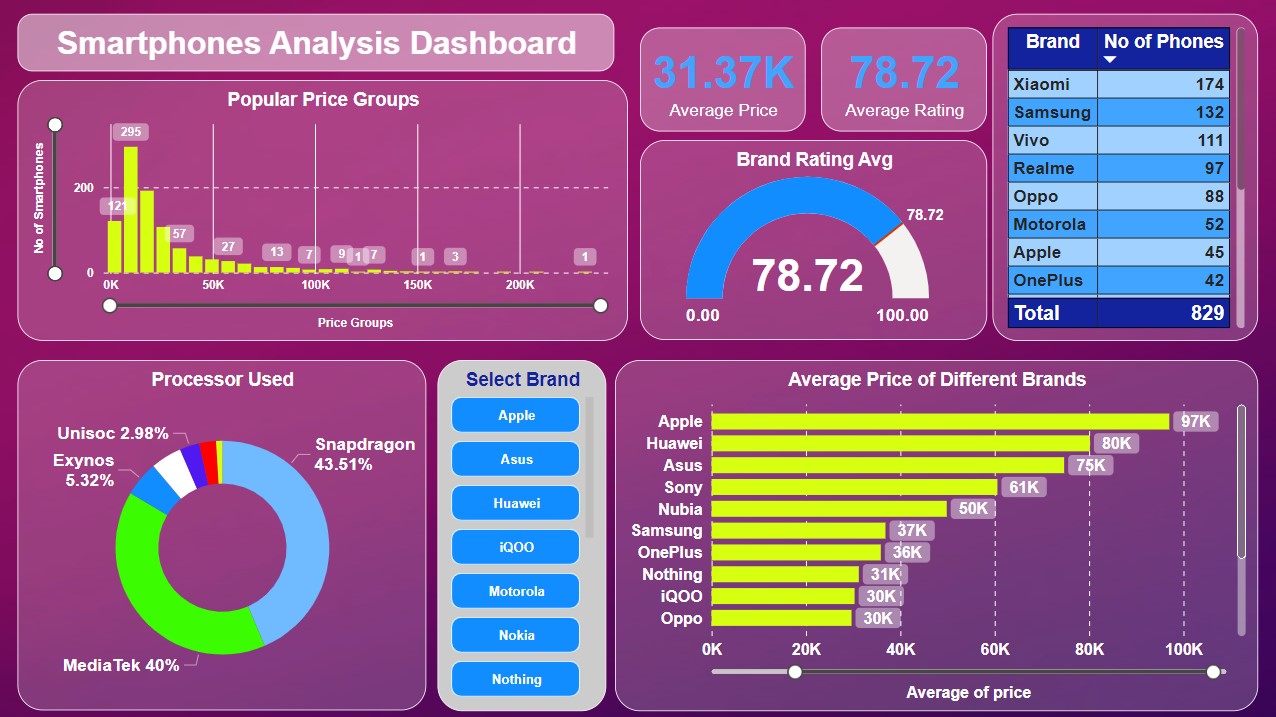 Smartphones Analysis Dashboard
Popular Price Groups
No of Smartphones
200
0
121
295
57
27
13
7
9
1
7
1
3
1
0K 50K 100K 150K 200K
Price Groups
31.37K
Average Price
78.72
Average Rating
Brand Rating Avg
78.72
78.72
0.00 100.00
Brand No of Phones
Xiaomi 174
Samsung 132
Vivo 111
Realme 97
Oppo 88
Motorola 52
Apple 45
OnePlus 42
Total 829
Processor Used
Unisoc 2.98%
Exynos
5.32%
Snapdragon
43.51%
MediaTek 40%
Select Brand
Apple
Asus
Huawei
iQOO
Motorola
Nokia
Nothing
Average Price of Different Brands
Apple 97K
Huawei 80K
Asus 75K
Sony 61K
Nubia 50K
Samsung 37K
OnePlus 36K
Nothing 31K
iQOO 30K
Oppo 30K
0K 20K 40K 60K 80K 100K
Average of price